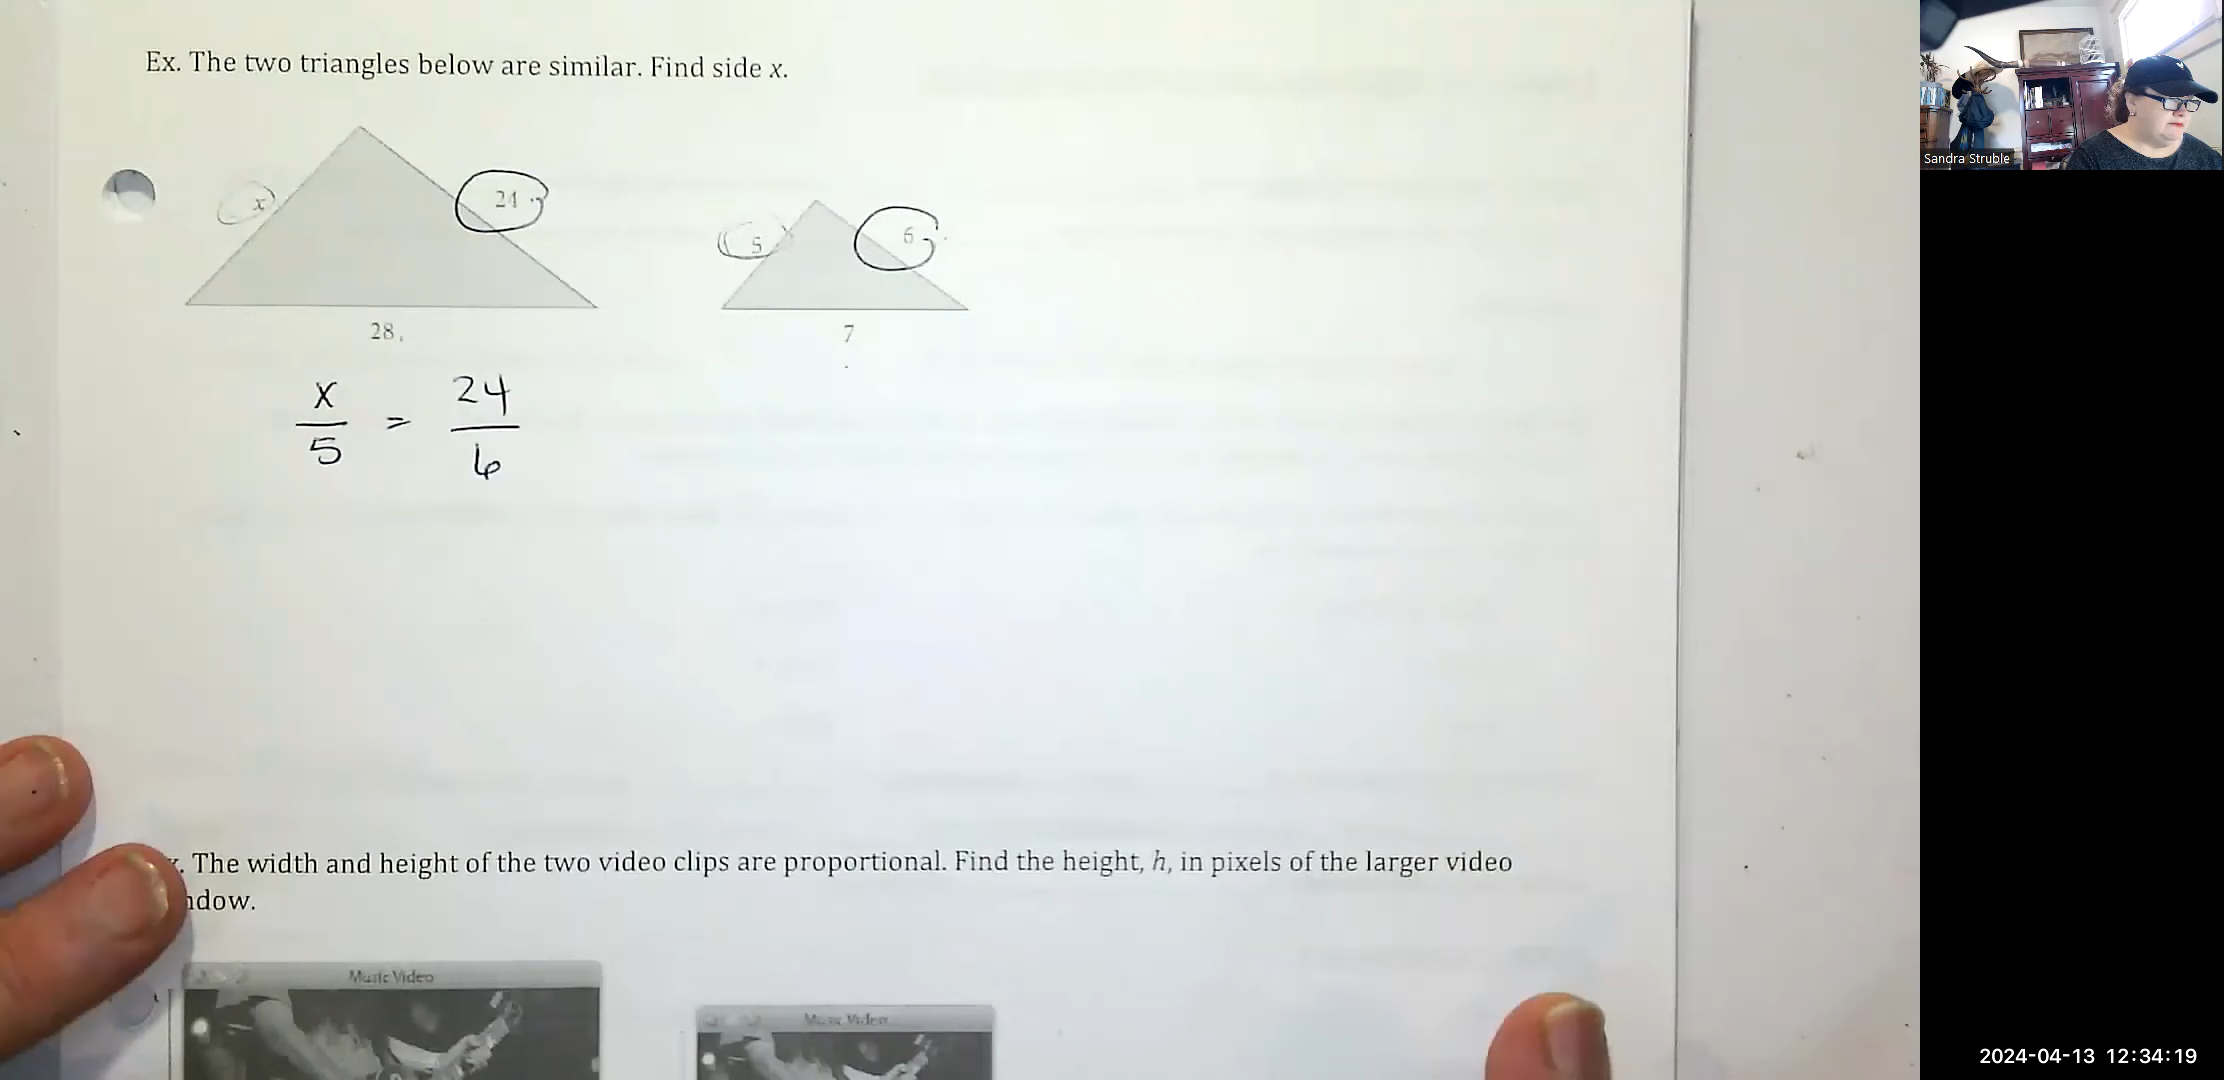 Ex. The two triangles below are similar. Find side x.
x
24
5
6
28
7
x/5 = 24/6
. The width and height of the two video clips are proportional. Find the height, h, in pixels of the larger video
dow.
Music Video
Music Video
Sandra Struble
2024-04-13 12:34:19